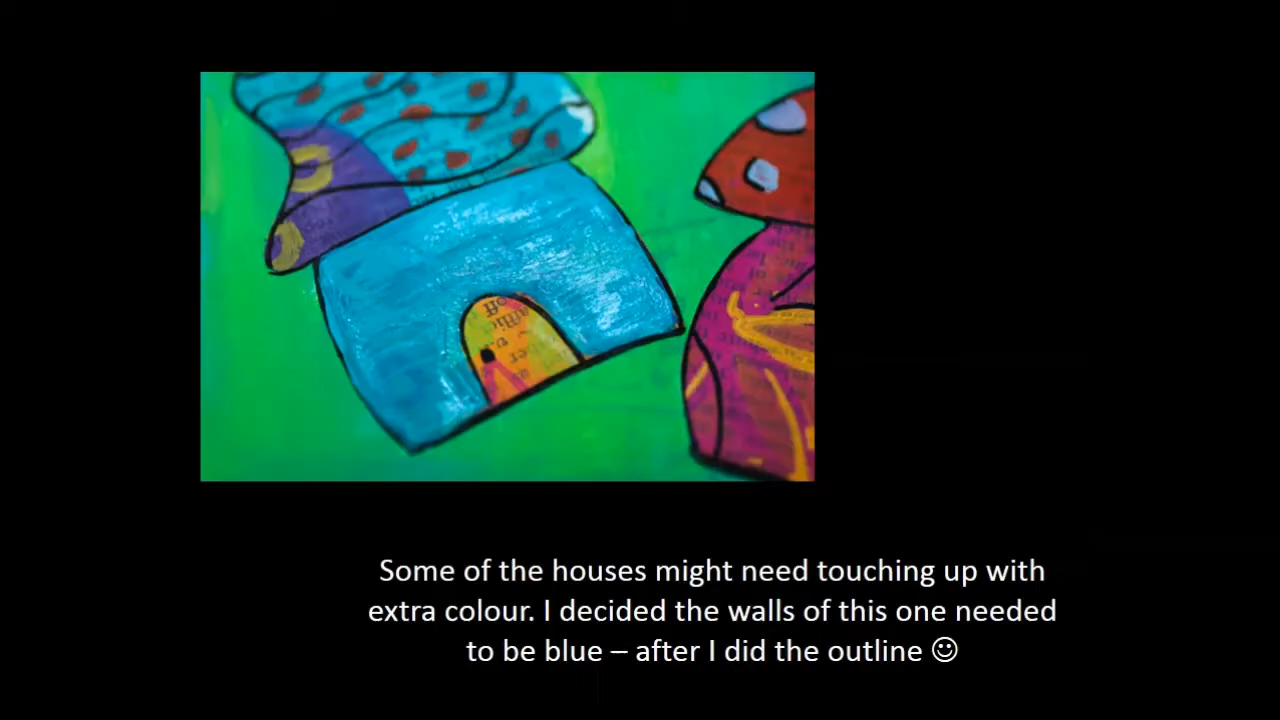 Some of the houses might need touching up with
extra colour. I decided the walls of this one needed
to be blue – after I did the outline ☺